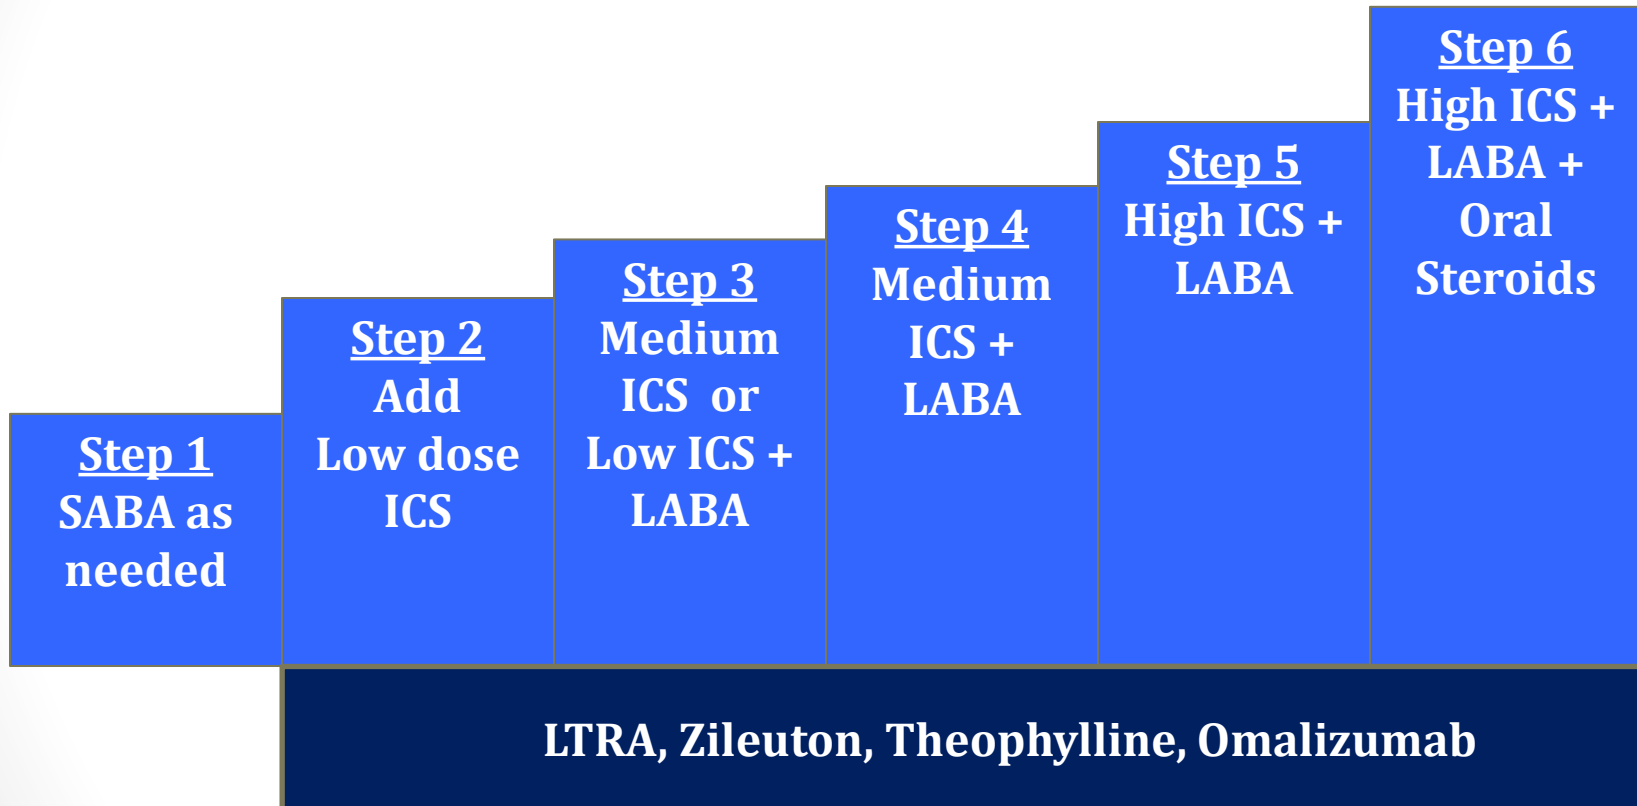 Step 1
SABA as
needed
Step 2
Add
Low dose
ICS
Step 3
Medium
ICS or
Low ICS +
LABA
Step 4
Medium
ICS +
LABA
Step 5
High ICS +
LABA
Step 6
High ICS +
LABA +
Oral
Steroids
LTRA, Zileuton, Theophylline, Omalizumab